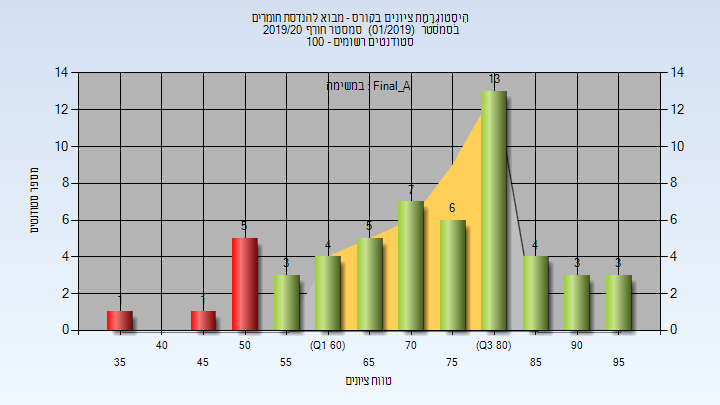 הִיסְטוֹגְרָמַת ציונים בקורס - מבוא להנדסת חומרים
בסמסטר (01/2019) סמסטר חורף 2019/20
סטודנטים רשומים - 100
במשימה : Final_A
מספר סטודנטים
14 14
12 12
10 10
8 8
6 6
4 4
2 2
0 0
1 1 5 3 4 5 7 6 13 4 3 3
40 50 (Q1 60) 70 (Q3 80) 90
35 45 55 65 75 85 95
טווח ציונים